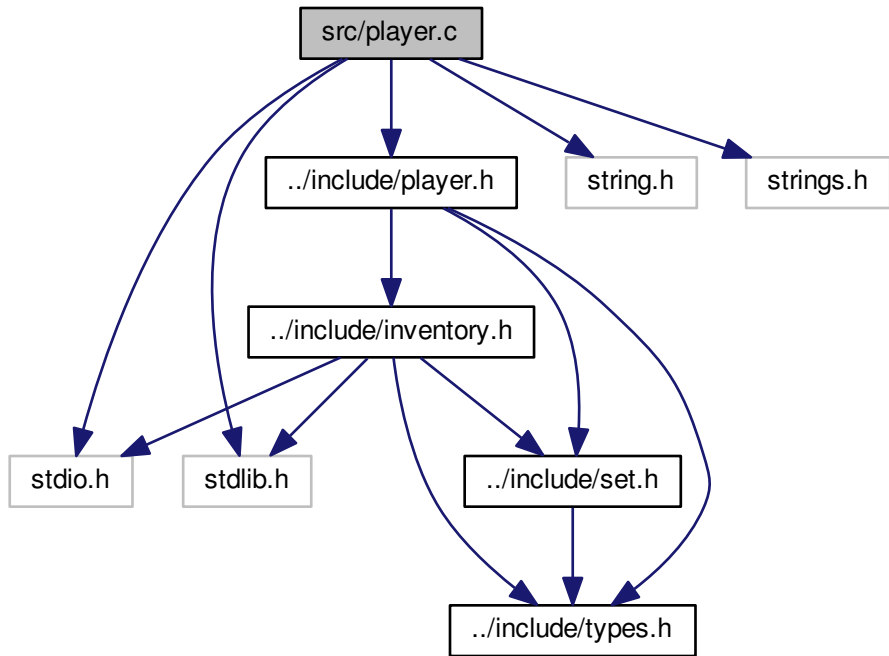 src/player.c
../include/player.h
string.h
strings.h
../include/inventory.h
stdio.h
stdlib.h
../include/set.h
../include/types.h